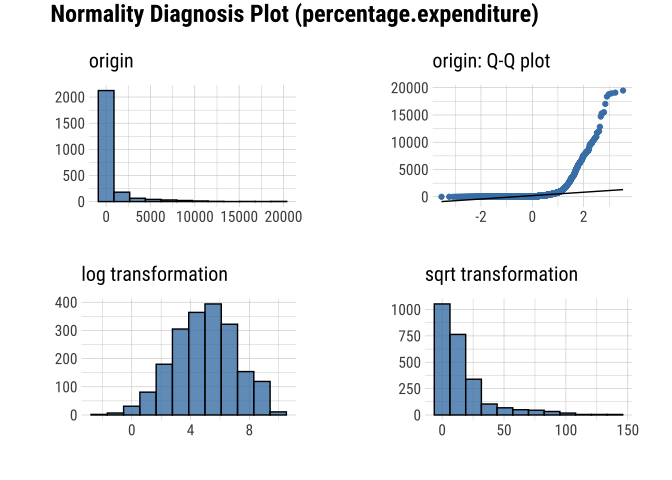 Normality Diagnosis Plot (percentage.expenditure)
origin
2000
1500
1000
500
0
0 5000 10000 15000 20000
origin: Q-Q plot
20000
15000
10000
5000
0
-2 0 2
log transformation
400
300
200
100
0
0 4 8
sqrt transformation
1000
750
500
250
0
0 50 100 150